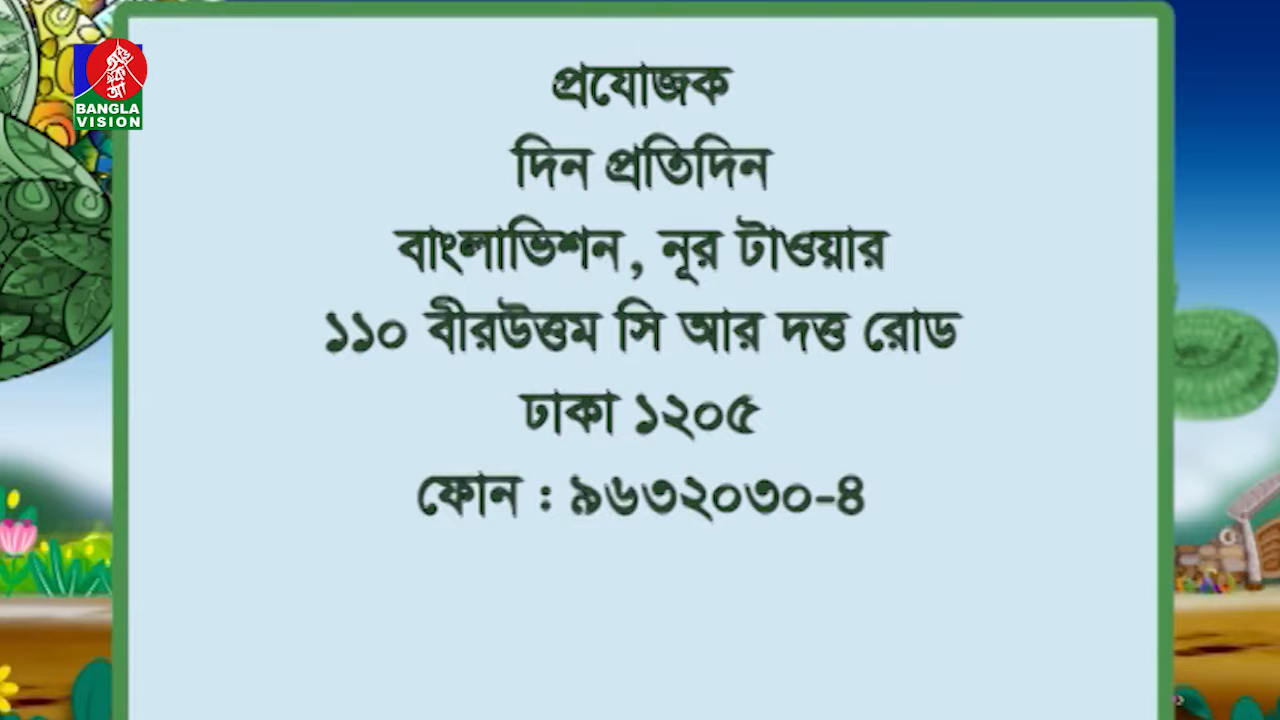 BANGLA
VISION
প্রযোজক
দিন প্রতিদিন
বাংলাভিশন, নূর টাওয়ার
১১০ বীরউত্তম সি আর দত্ত রোড
ঢাকা ১২০৫
ফোন : ৯৬৩২০৩০-৪